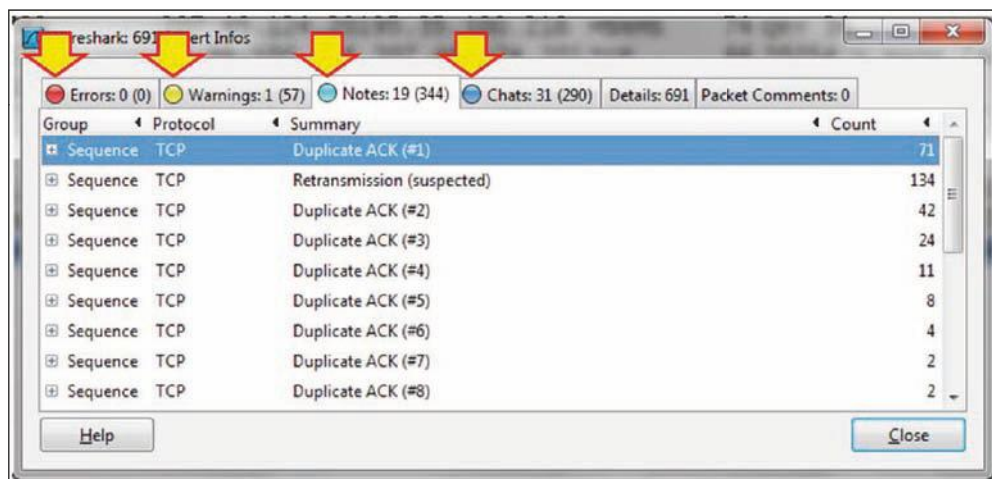 reshark: 691 ert Infos
Errors: 0 (0) Warnings: 1 (57) Notes: 19 (344) Chats: 31 (290) Details: 691 Packet Comments: 0
Group Protocol Summary Count
Sequence TCP Duplicate ACK (#1) 71
Sequence TCP Retransmission (suspected) 134
Sequence TCP Duplicate ACK (#2) 42
Sequence TCP Duplicate ACK (#3) 24
Sequence TCP Duplicate ACK (#4) 11
Sequence TCP Duplicate ACK (#5) 8
Sequence TCP Duplicate ACK (#6) 4
Sequence TCP Duplicate ACK (#7) 2
Sequence TCP Duplicate ACK (#8) 2
Help Close